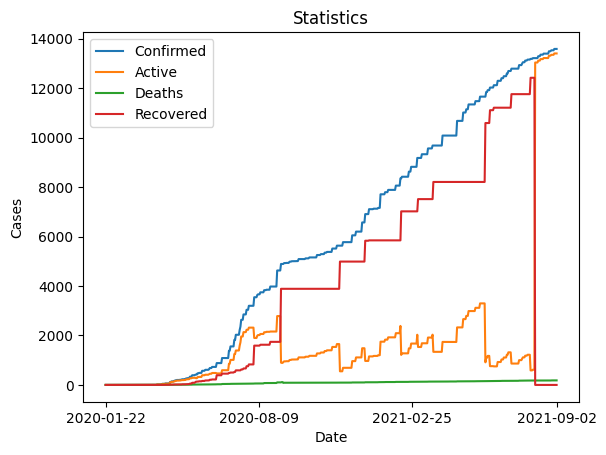 Statistics
Confirmed
Active
Deaths
Recovered
14000
12000
10000
8000
6000
4000
2000
0
Cases
2020-01-22
2020-08-09
2021-02-25
2021-09-02
Date